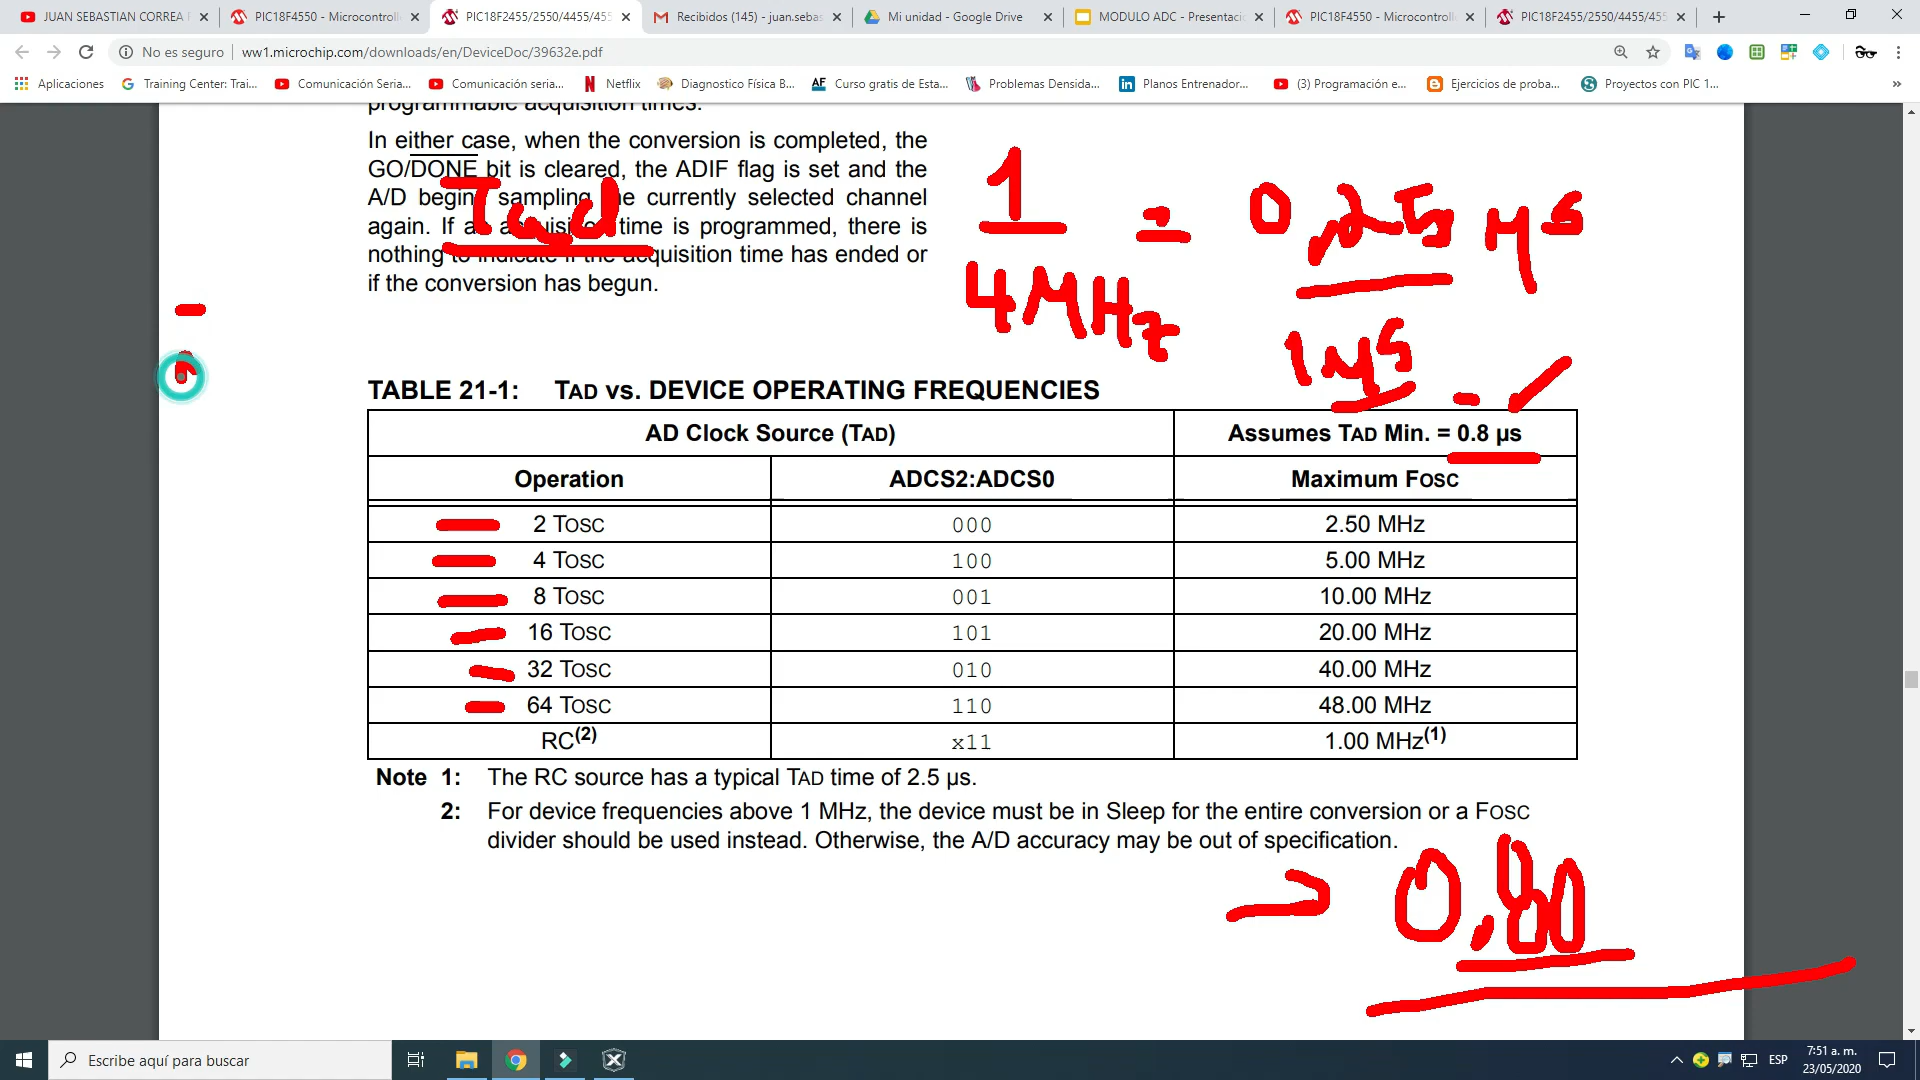 JUAN SEBASTIAN CORREA
PIC18F4550 - Microcontroll
PIC18F2455/2550/4455/455
Recibidos (145) - juan.sebas
Mi unidad - Google Drive
MODULO ADC - Presentaci
PIC18F4550 - Microcontroll
PIC18F2455/2550/4455/455
No es seguro
ww1.microchip.com/downloads/en/DeviceDoc/39632e.pdf
Aplicaciones
Training Center: Trai...
Comunicación Seria...
Comunicación seria...
Netflix
Diagnostico Física B...
Curso gratis de Esta...
Problemas Densida...
Planos Entrenador...
(3) Programación e...
Ejercicios de proba...
Proyectos con PIC 1...
»
programmable acquisition times.
In either case, when the conversion is completed, the
GO/DONE bit is cleared, the ADIF flag is set and the
A/D begin sampling e currently selected channel
again. If a time is programmed, there is
nothing acquisition time has ended or
if the conversion has begun.
Tad
1
4MHz
= 0,25 μs
1μs
TABLE 21-1: TAD vs. DEVICE OPERATING FREQUENCIES
AD Clock Source (TAD) Assumes TAD Min. = 0.8 μs
Operation ADCS2:ADCS0 Maximum FOSC
2 TOSC 000 2.50 MHz
4 TOSC 100 5.00 MHz
8 TOSC 001 10.00 MHz
16 TOSC 101 20.00 MHz
32 TOSC 010 40.00 MHz
64 TOSC 110 48.00 MHz
RC(2) x11 1.00 MHz(1)
Note 1: The RC source has a typical TAD time of 2.5 μs.
2: For device frequencies above 1 MHz, the device must be in Sleep for the entire conversion or a FOSC
divider should be used instead. Otherwise, the A/D accuracy may be out of specification.
0,80
Escribe aquí para buscar
ESP
7:51 a. m.
23/05/2020